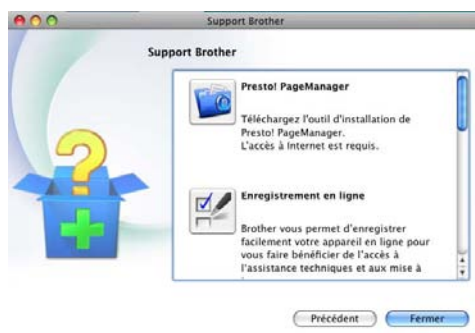 Support Brother
Support Brother
Presto! PageManager
Téléchargez l'outil d'installation de
Presto! PageManager.
L'accès à Internet est requis.
Enregistrement en ligne
Brother vous permet d'enregistrer
facilement votre appareil en ligne pour
vous faire bénéficier de l'accès à
l'assistance techniques et aux mise à
Précédent
Fermer